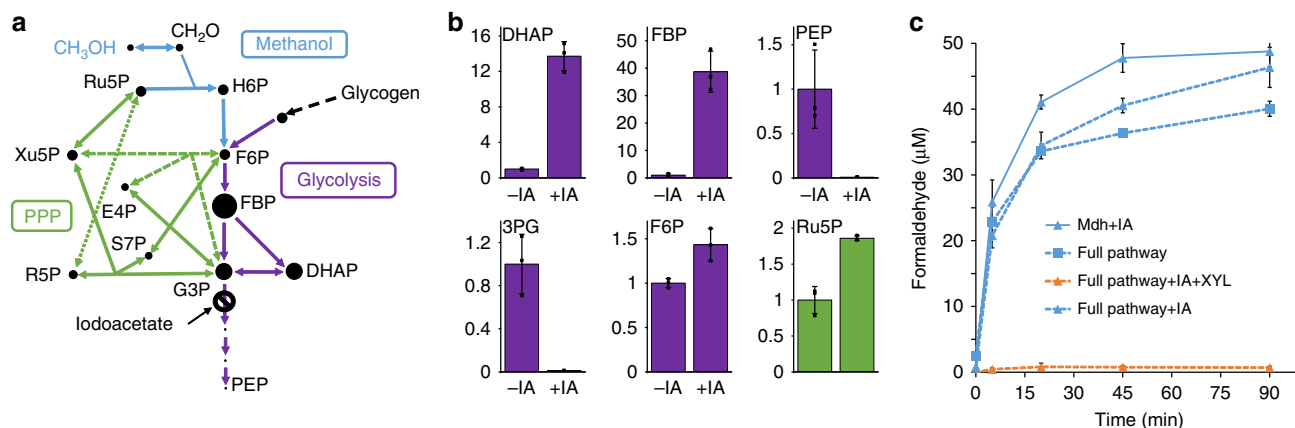 a
CH₃OH
CH₂O
Methanol
Ru5P
H6P
Glycogen
Xu5P
F6P
Glycolysis
E4P
FBP
PPP
S7P
R5P
DHAP
G3P
Iodoacetate
PEP
b
DHAP
16
12
8
4
0
–IA +IA
FBP
50
40
30
20
10
0
–IA +IA
PEP
1.5
1
0.5
0
–IA +IA
3PG
1.2
0.8
0.4
0
–IA +IA
F6P
1.5
1
0.5
0
–IA +IA
Ru5P
2
1.5
1
0.5
0
–IA +IA
c
Formaldehyde (μM)
50
40
30
20
10
0
Mdh+IA
Full pathway
Full pathway+IA+XYL
Full pathway+IA
0 15 30 45 60 75 90
Time (min)